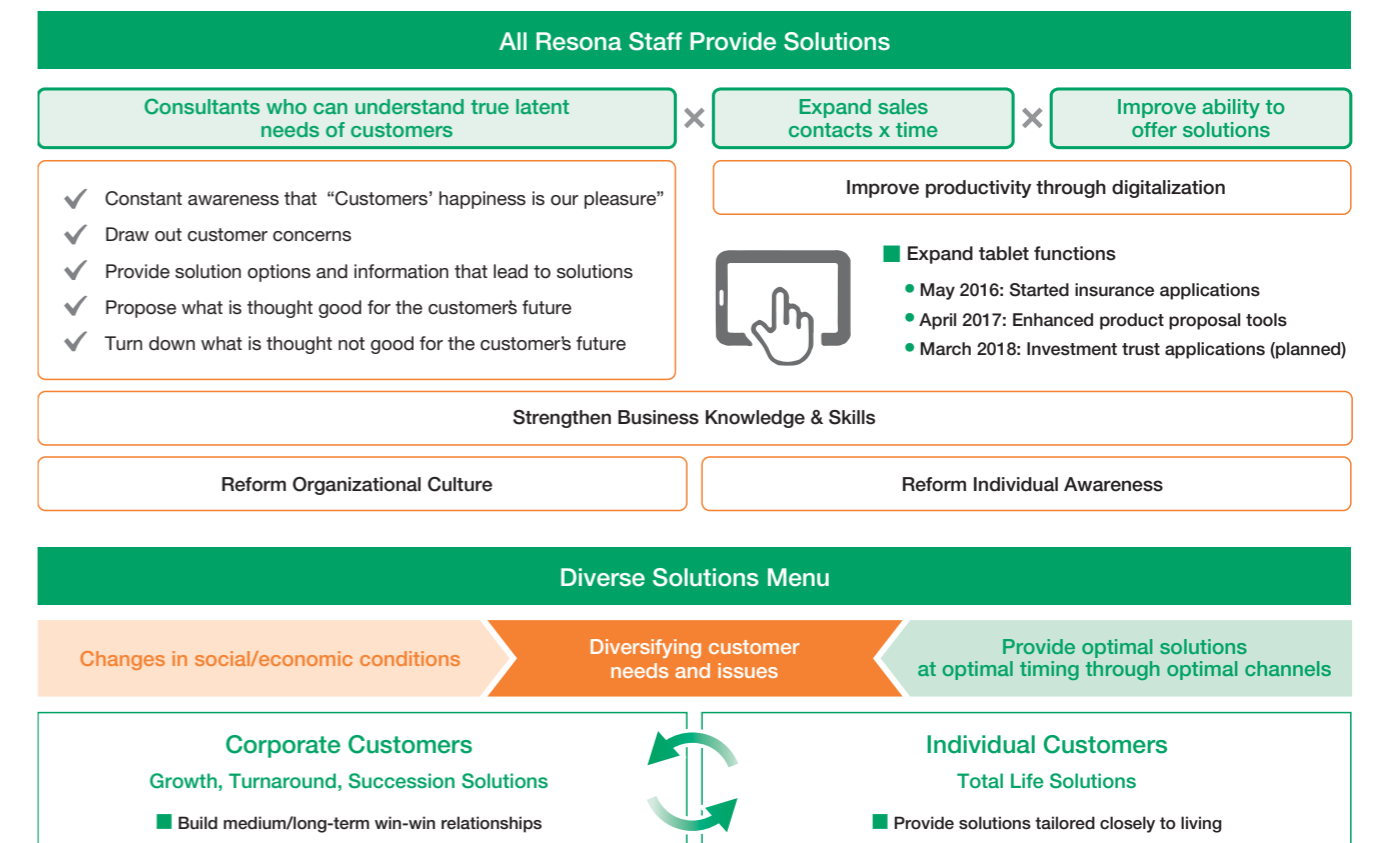 All Resona Staff Provide Solutions
Consultants who can understand true latent
needs of customers
×
Expand sales
contacts x time
×
Improve ability to
offer solutions
Constant awareness that “Customers’ happiness is our pleasure”
Draw out customer concerns
Provide solution options and information that lead to solutions
Propose what is thought good for the customer’s future
Turn down what is thought not good for the customer’s future
Improve productivity through digitalization
Expand tablet functions
May 2016: Started insurance applications
April 2017: Enhanced product proposal tools
March 2018: Investment trust applications (planned)
Strengthen Business Knowledge & Skills
Reform Organizational Culture
Reform Individual Awareness
Diverse Solutions Menu
Changes in social/economic conditions
Diversifying customer
needs and issues
Provide optimal solutions
at optimal timing through optimal channels
Corporate Customers
Growth, Turnaround, Succession Solutions
Build medium/long-term win-win relationships
Individual Customers
Total Life Solutions
Provide solutions tailored closely to living